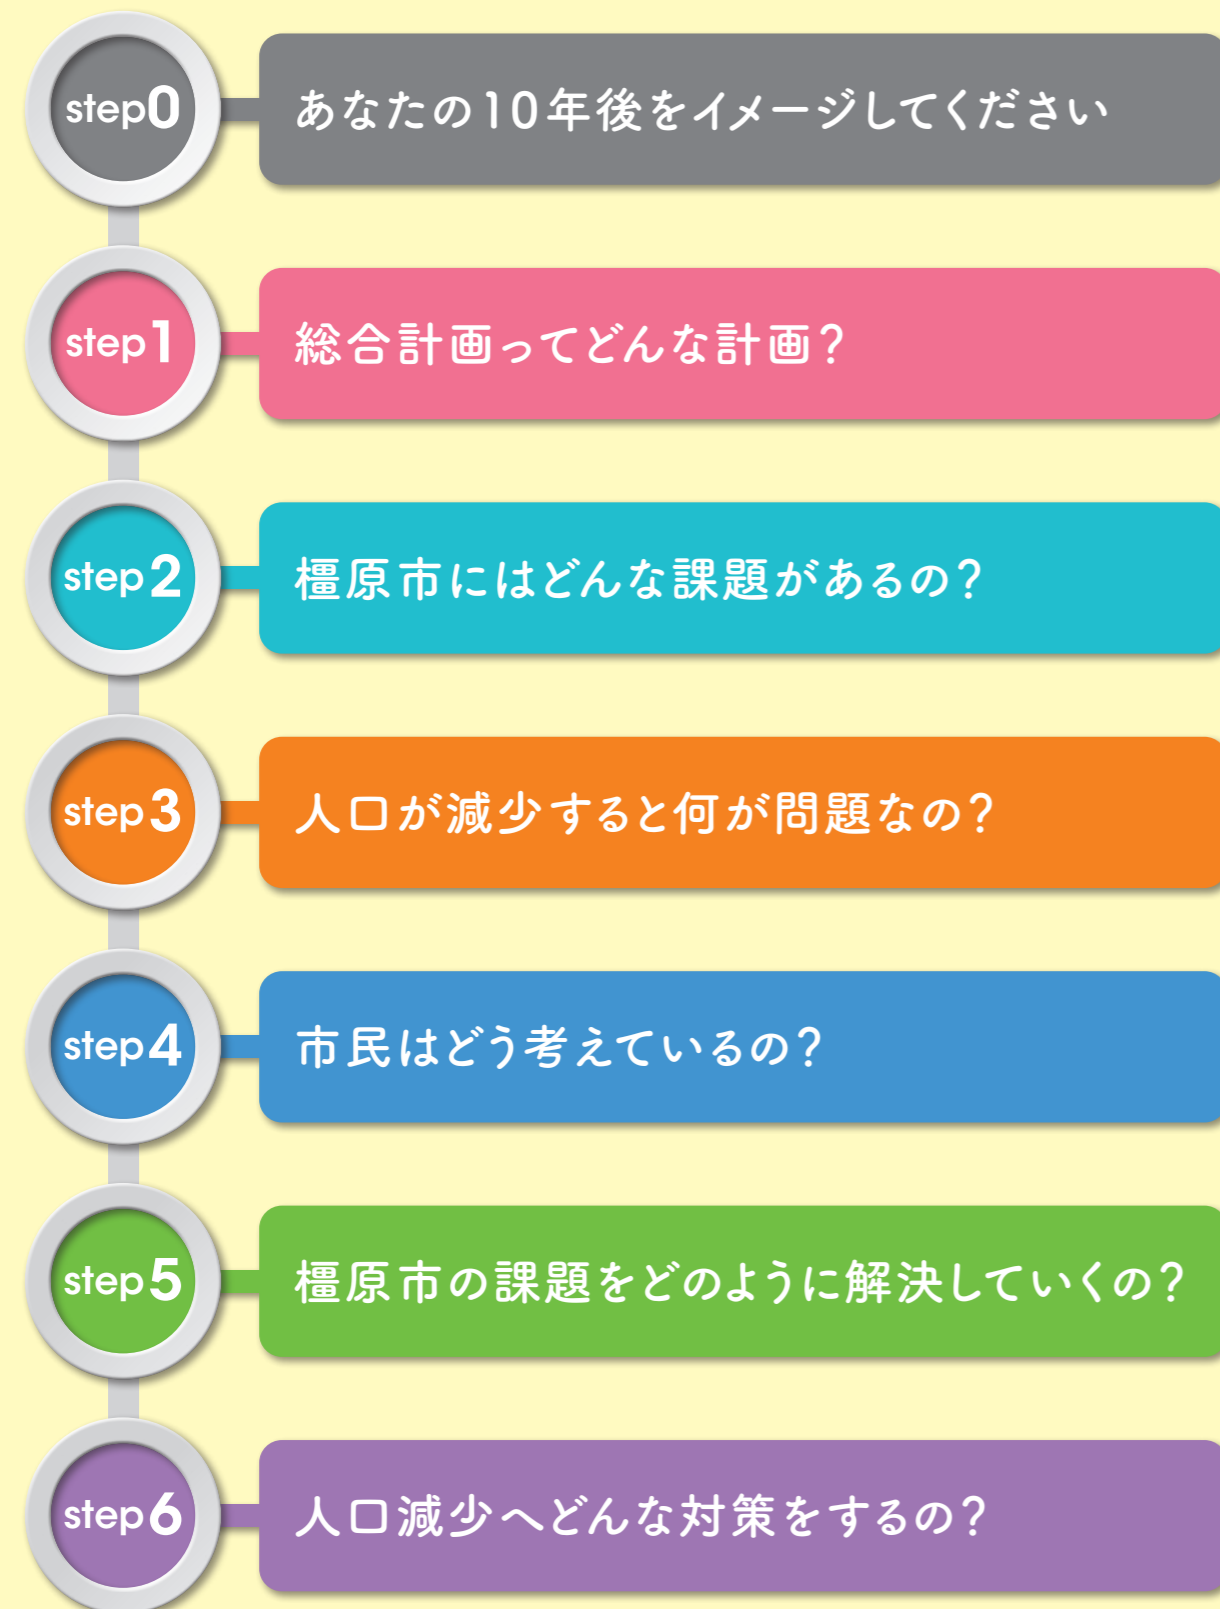 step0 あなたの10年後をイメージしてください
step1 総合計画ってどんな計画？
step2 橿原市にはどんな課題があるの？
step3 人口が減少すると何が問題なの？
step4 市民はどう考えているの？
step5 橿原市の課題をどのように解決していくの？
step6 人口減少へどんな対策をするの？